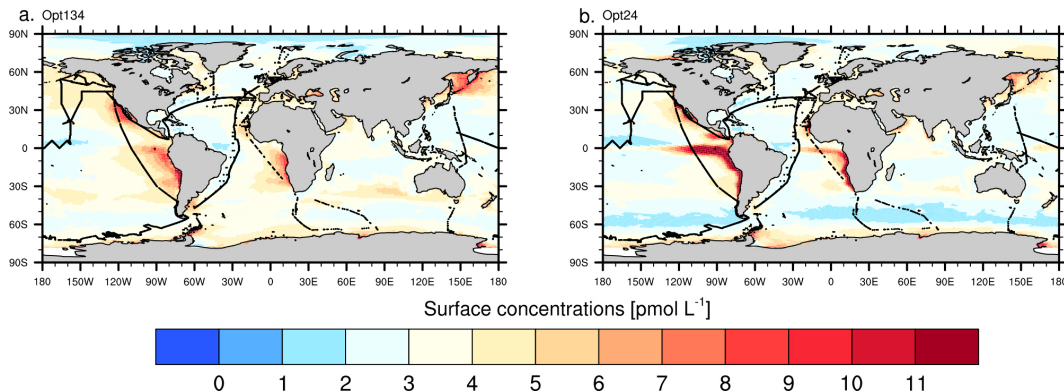 a. Opt134
b. Opt24
90N 90N
60N 60N
30N 30N
0 0
30S 30S
60S 60S
90S 90S
180 150W 120W 90W 60W 30W 0 30E 60E 90E 120E 150E 180 180 150W 120W 90W 60W 30W 0 30E 60E 90E 120E 150E 180
Surface concentrations [pmol L⁻¹]
0 1 2 3 4 5 6 7 8 9 10 11